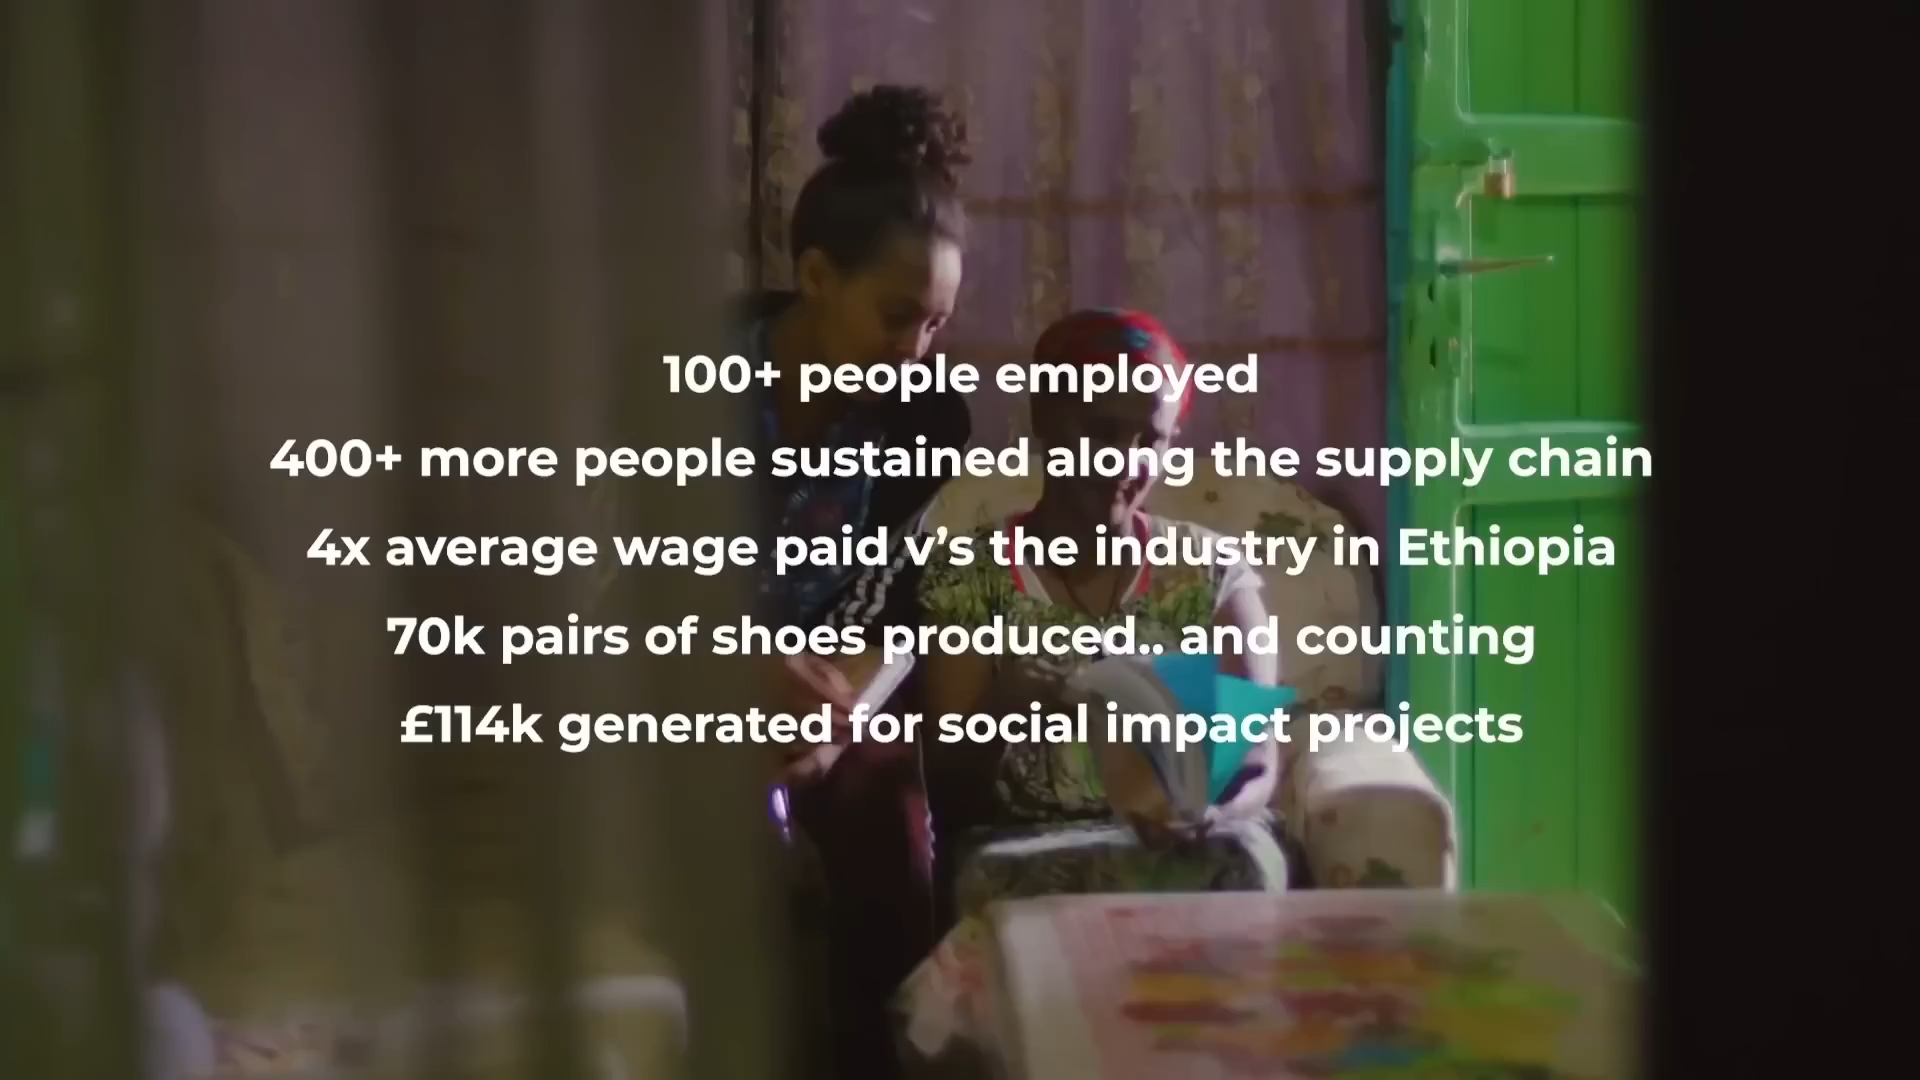 100+ people employed
400+ more people sustained along the supply chain
4x average wage paid v’s the industry in Ethiopia
70k pairs of shoes produced.. and counting
£114k generated for social impact projects